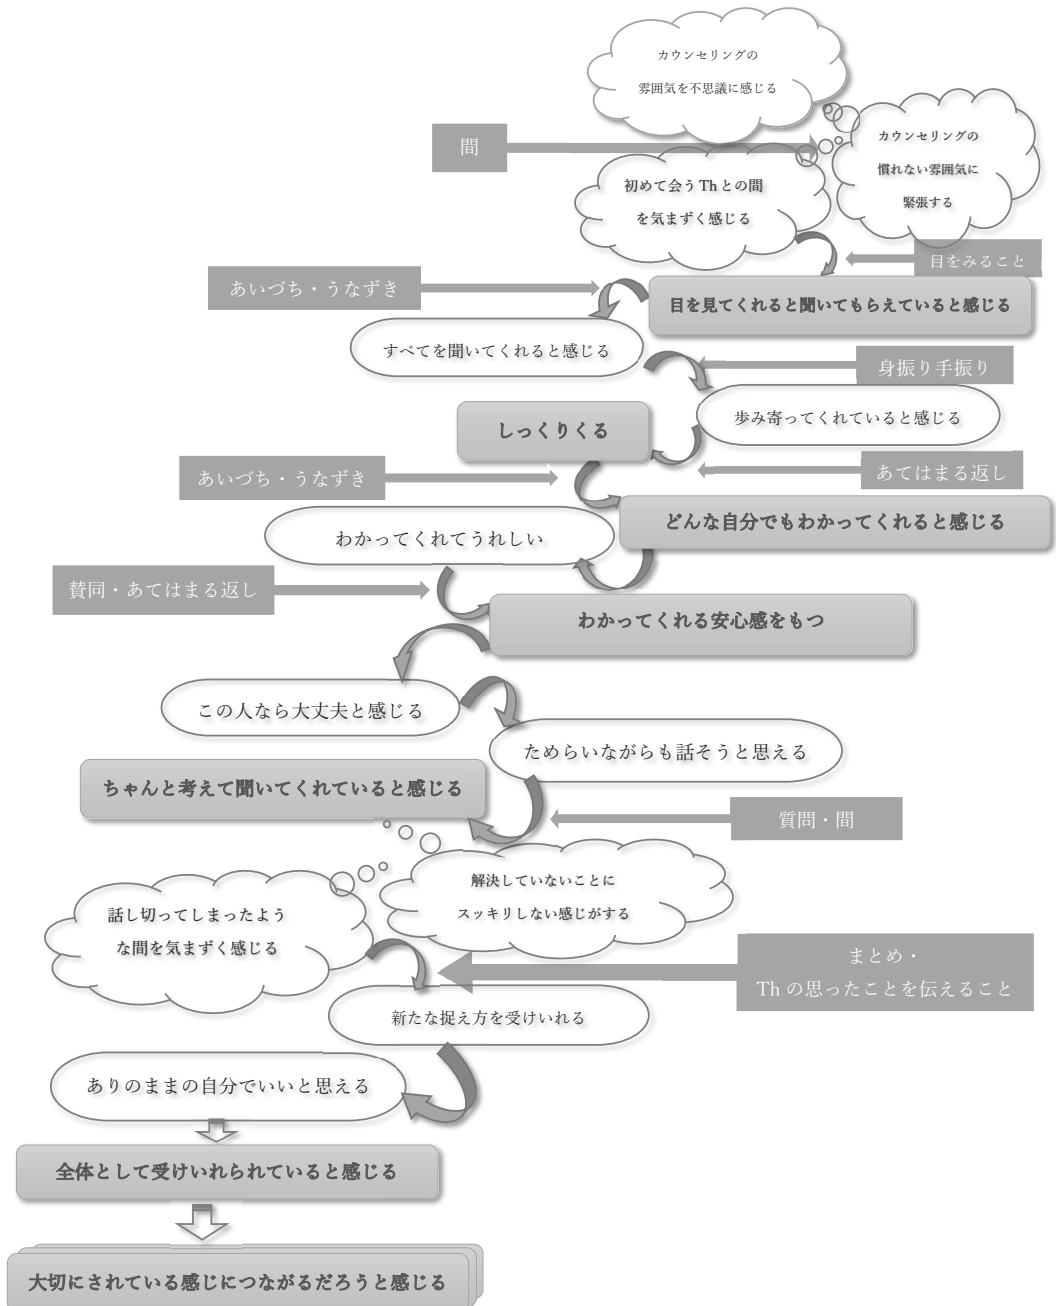 カウンセリングの
雰囲気を不思議に感じる
カウンセリングの
慣れない雰囲気に
緊張する
間
初めて会うThとの間
を気まずく感じる
目をみること
あいづち・うなずき
目を見てくれると聞いてもらえていると感じる
すべてを聞いてくれると感じる
身振り手振り
歩み寄ってくれていると感じる
しっくりくる
あいづち・うなずき
あてはまる返し
どんな自分でもわかってくれると感じる
わかってくれてうれしい
賛同・あてはまる返し
わかってくれる安心感をもつ
この人なら大丈夫と感じる
ためらいながらも話そうと思える
ちゃんと考えて聞いてくれていると感じる
質問・間
解決していないことに
スッキリしない感じがする
話し切ってしまったよう
な間を気まずく感じる
まとめ・
Thの思ったことを伝えること
新たな捉え方を受けいれる
ありのままの自分でいいと思える
全体として受けいれられていると感じる
大切にされている感じにつながるだろうと感じる